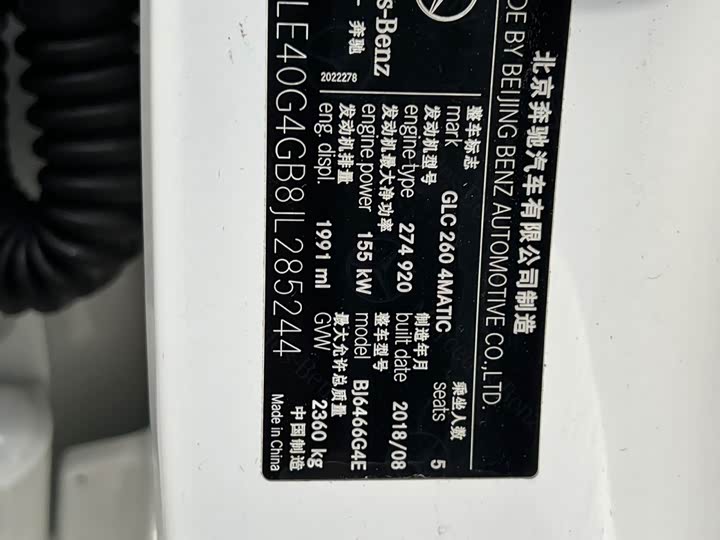 北京奔驰汽车有限公司制造
DE BY BEIJING BENZ AUTOMOTIVE CO.,LTD.
s-Benz
奔驰
2022278
整车标志
mark
GLC 260 4MATIC
乘坐人数
seats
5
发动机型号
engine type
274 920
制造年月
built date
2018/08
发动机最大净功率
engine power
155 kW
整车型号
model
BJ6466G4E
发动机排量
eng. displ.
1991 ml
最大允许总质量
GVW
2360 kg
LE40G4GB8JL285244
中国制造
Made in China